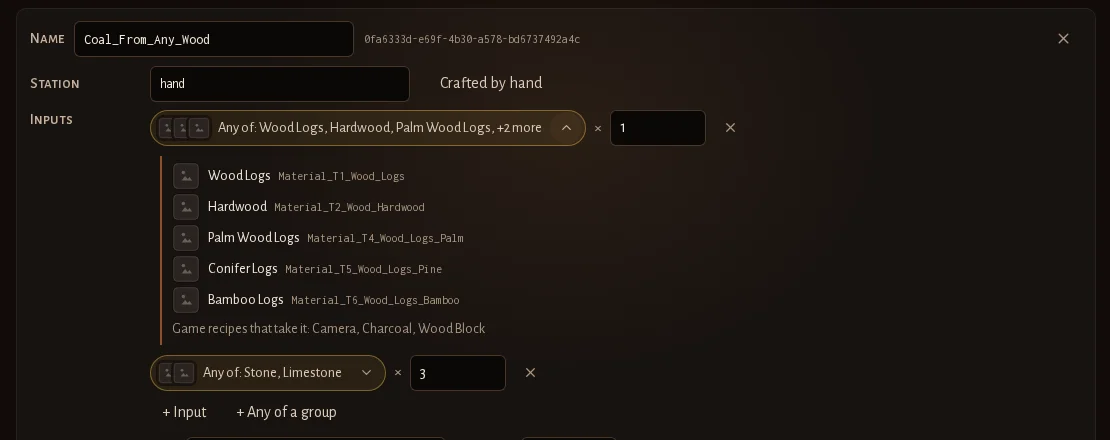 Name Coal_From_Any_Wood 0fa6333d-e69f-4b30-a578-bd6737492a4c ×
Station hand Crafted by hand
Inputs Any of: Wood Logs, Hardwood, Palm Wood Logs, +2 more × 1 ×
Wood Logs Material_T1_Wood_Logs
Hardwood Material_T2_Wood_Hardwood
Palm Wood Logs Material_T4_Wood_Logs_Palm
Conifer Logs Material_T5_Wood_Logs_Pine
Bamboo Logs Material_T6_Wood_Logs_Bamboo
Game recipes that take it: Camera, Charcoal, Wood Block
Any of: Stone, Limestone × 3 ×
+ Input + Any of a group